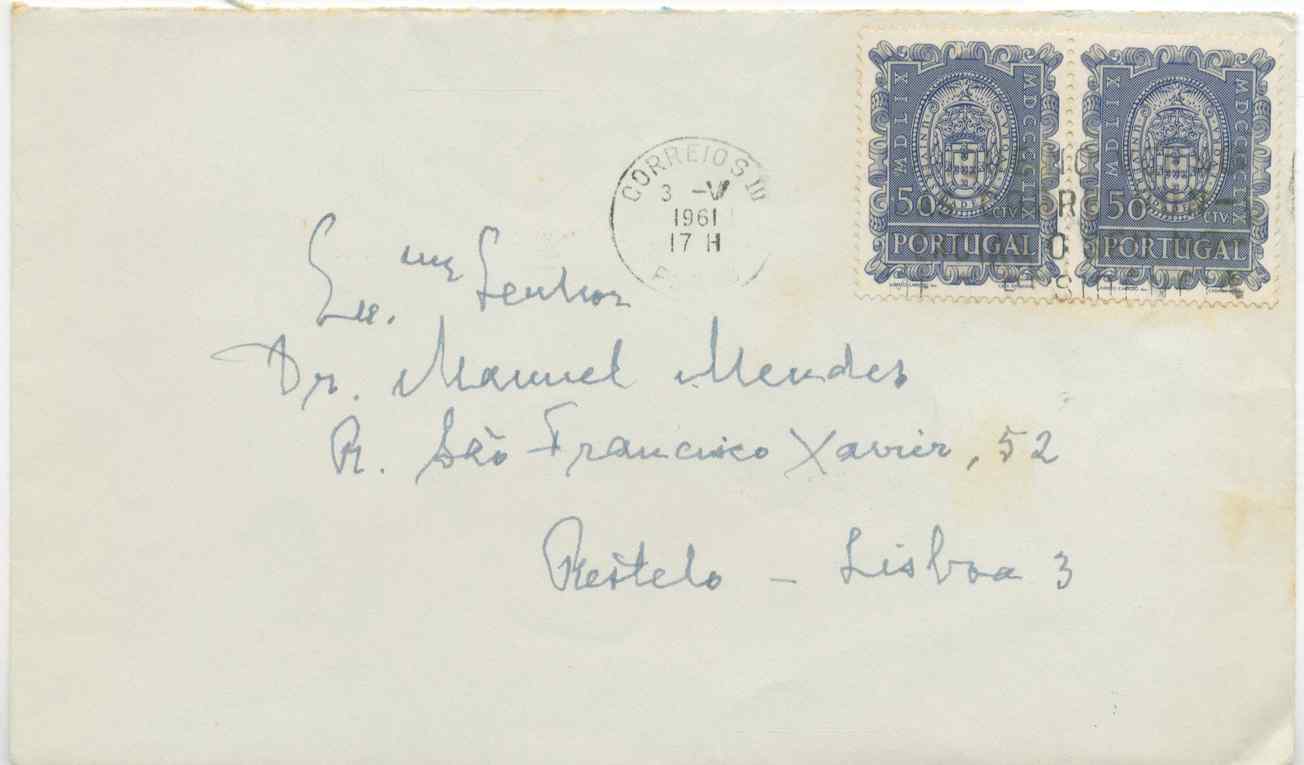 CORREIOS
3 -V
1961
17 H
MDLIX MDCCCCLIX
50 CTV.
PORTUGAL
MDLIX MDCCCCLIX
50 CTV.
PORTUGAL
Ex.mo Senhor
Dr. Manuel Mendes
R. São Francisco Xavier, 52
Restelo – Lisboa 3